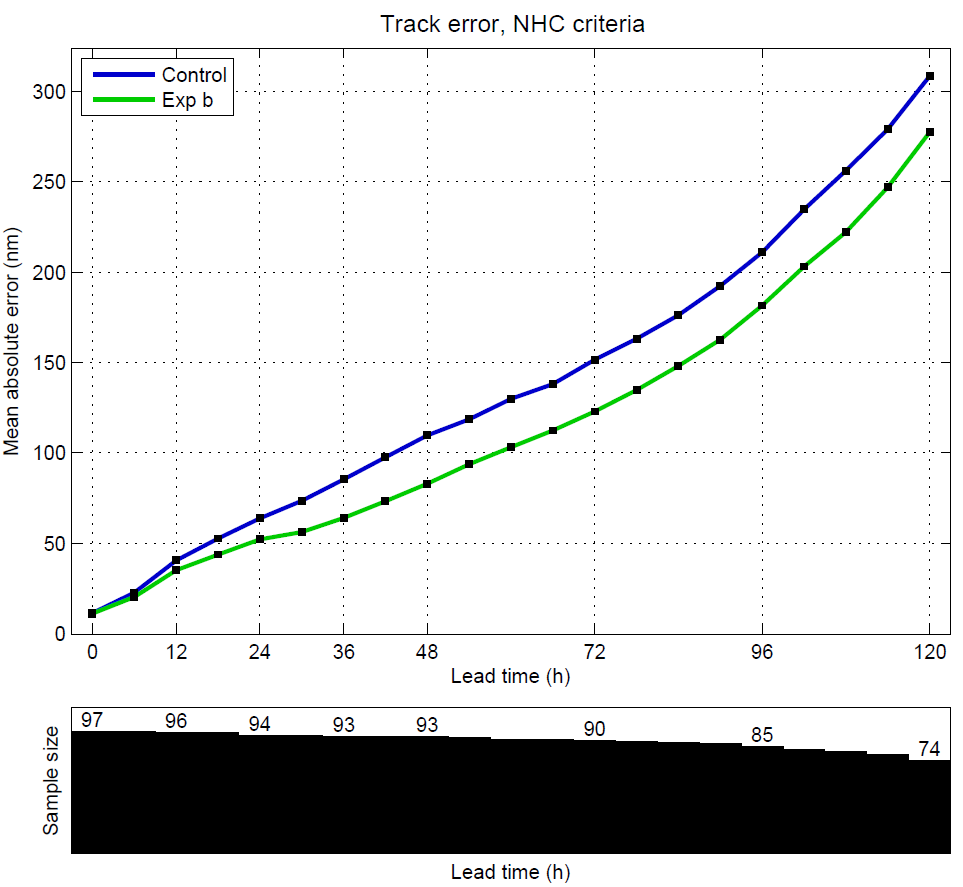 Track error, NHC criteria
Control
Exp b
Mean absolute error (nm)
300
250
200
150
100
50
0
0 12 24 36 48 72 96 120
Lead time (h)
Sample size
97 96 94 93 93 90 85 74
Lead time (h)